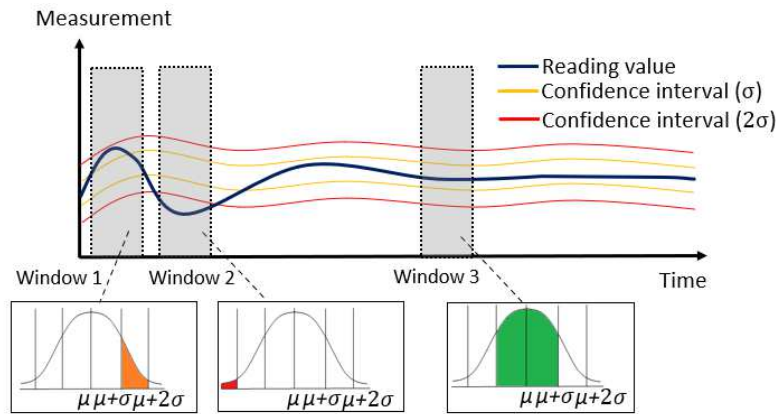 Measurement
Reading value
Confidence interval (σ)
Confidence interval (2σ)
Window 1
Window 2
Window 3
Time
μ μ+σ μ+2σ
μ μ+σ μ+2σ
μ μ+σ μ+2σ